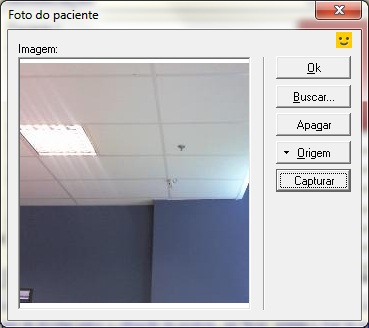 Foto do paciente
Imagem:
Ok
Buscar...
Apagar
Origem
Capturar